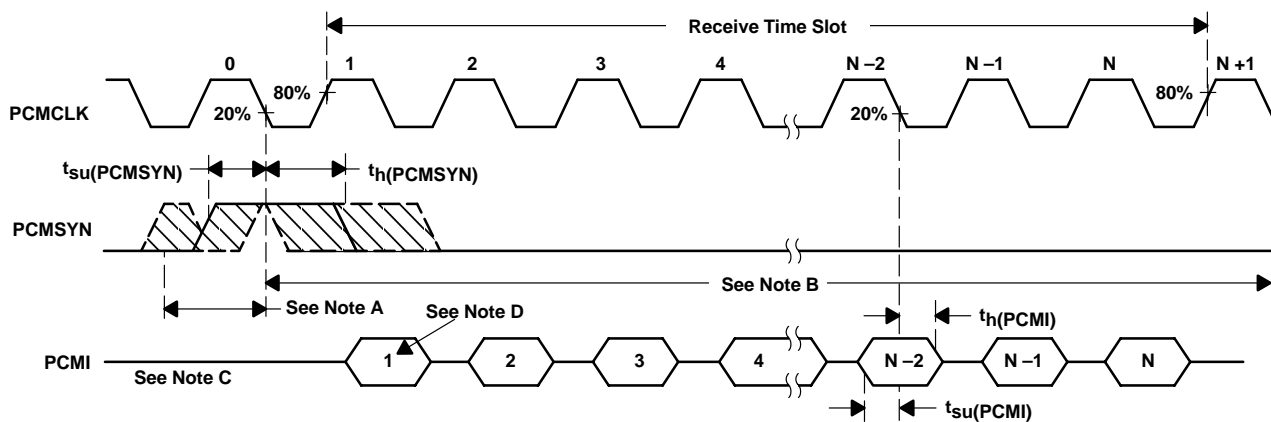 Receive Time Slot
0 1 2 3 4 N –2 N –1 N N +1
80% 80%
PCMCLK 20% 20%
tsu(PCMSYN) th(PCMSYN)
PCMSYN
See Note B
See Note A
See Note D
th(PCMI)
PCMI 1 2 3 4 N –2 N –1 N
See Note C
tsu(PCMI)